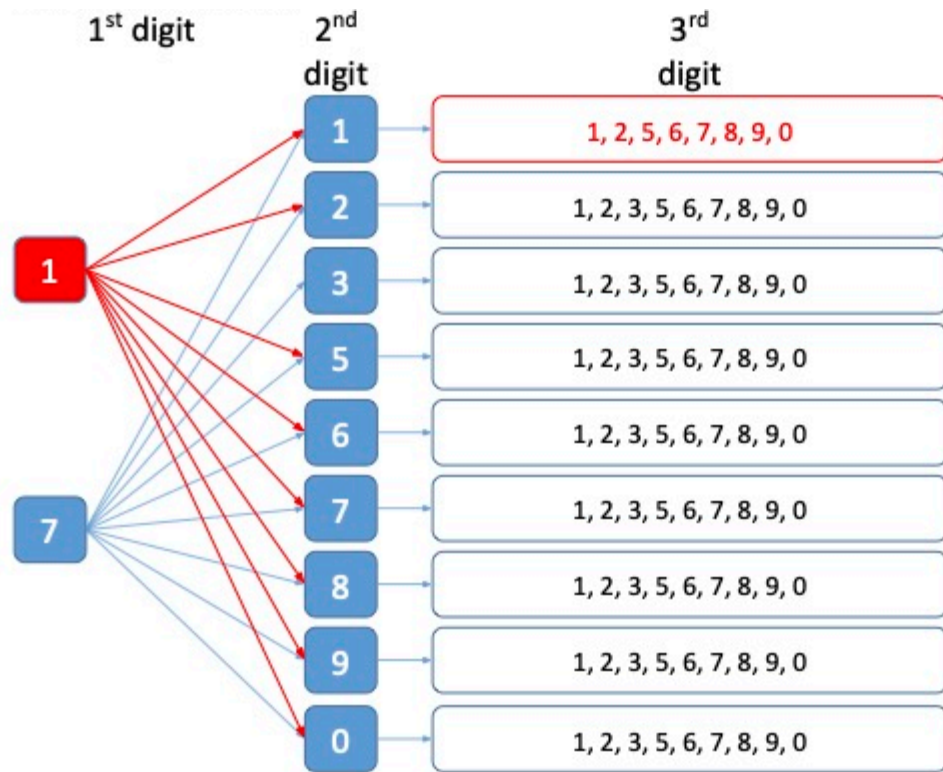 1st digit 2nd digit 3rd digit
1 1, 2, 5, 6, 7, 8, 9, 0
2 1, 2, 3, 5, 6, 7, 8, 9, 0
1
3 1, 2, 3, 5, 6, 7, 8, 9, 0
5 1, 2, 3, 5, 6, 7, 8, 9, 0
6 1, 2, 3, 5, 6, 7, 8, 9, 0
7
7 1, 2, 3, 5, 6, 7, 8, 9, 0
8 1, 2, 3, 5, 6, 7, 8, 9, 0
9 1, 2, 3, 5, 6, 7, 8, 9, 0
0 1, 2, 3, 5, 6, 7, 8, 9, 0